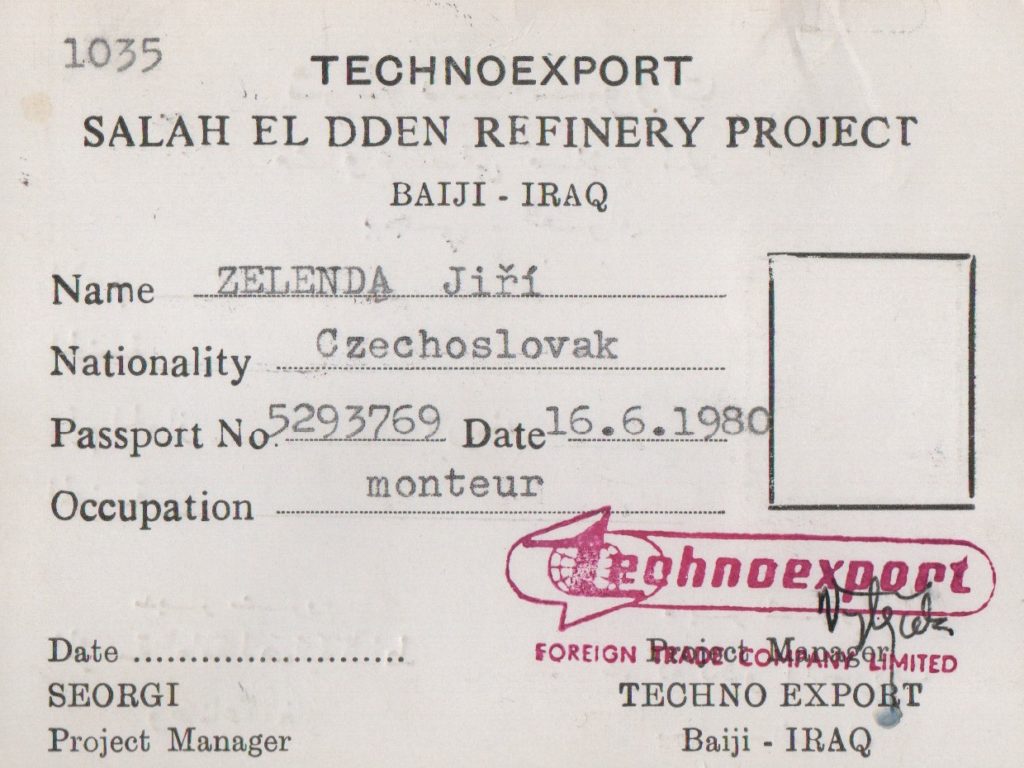 1035
TECHNOEXPORT
SALAH EL DDEN REFINERY PROJECT
BAIJI - IRAQ
Name ZELENDA Jiří
Nationality Czechoslovak
Passport No. 5293769 Date 16.6.1980
Occupation monteur
Technoexport
FOREIGN TRADE COMPANY LIMITED
Date ........................
SEORGI
Project Manager
Project Manager
TECHNO EXPORT
Baiji - IRAQ